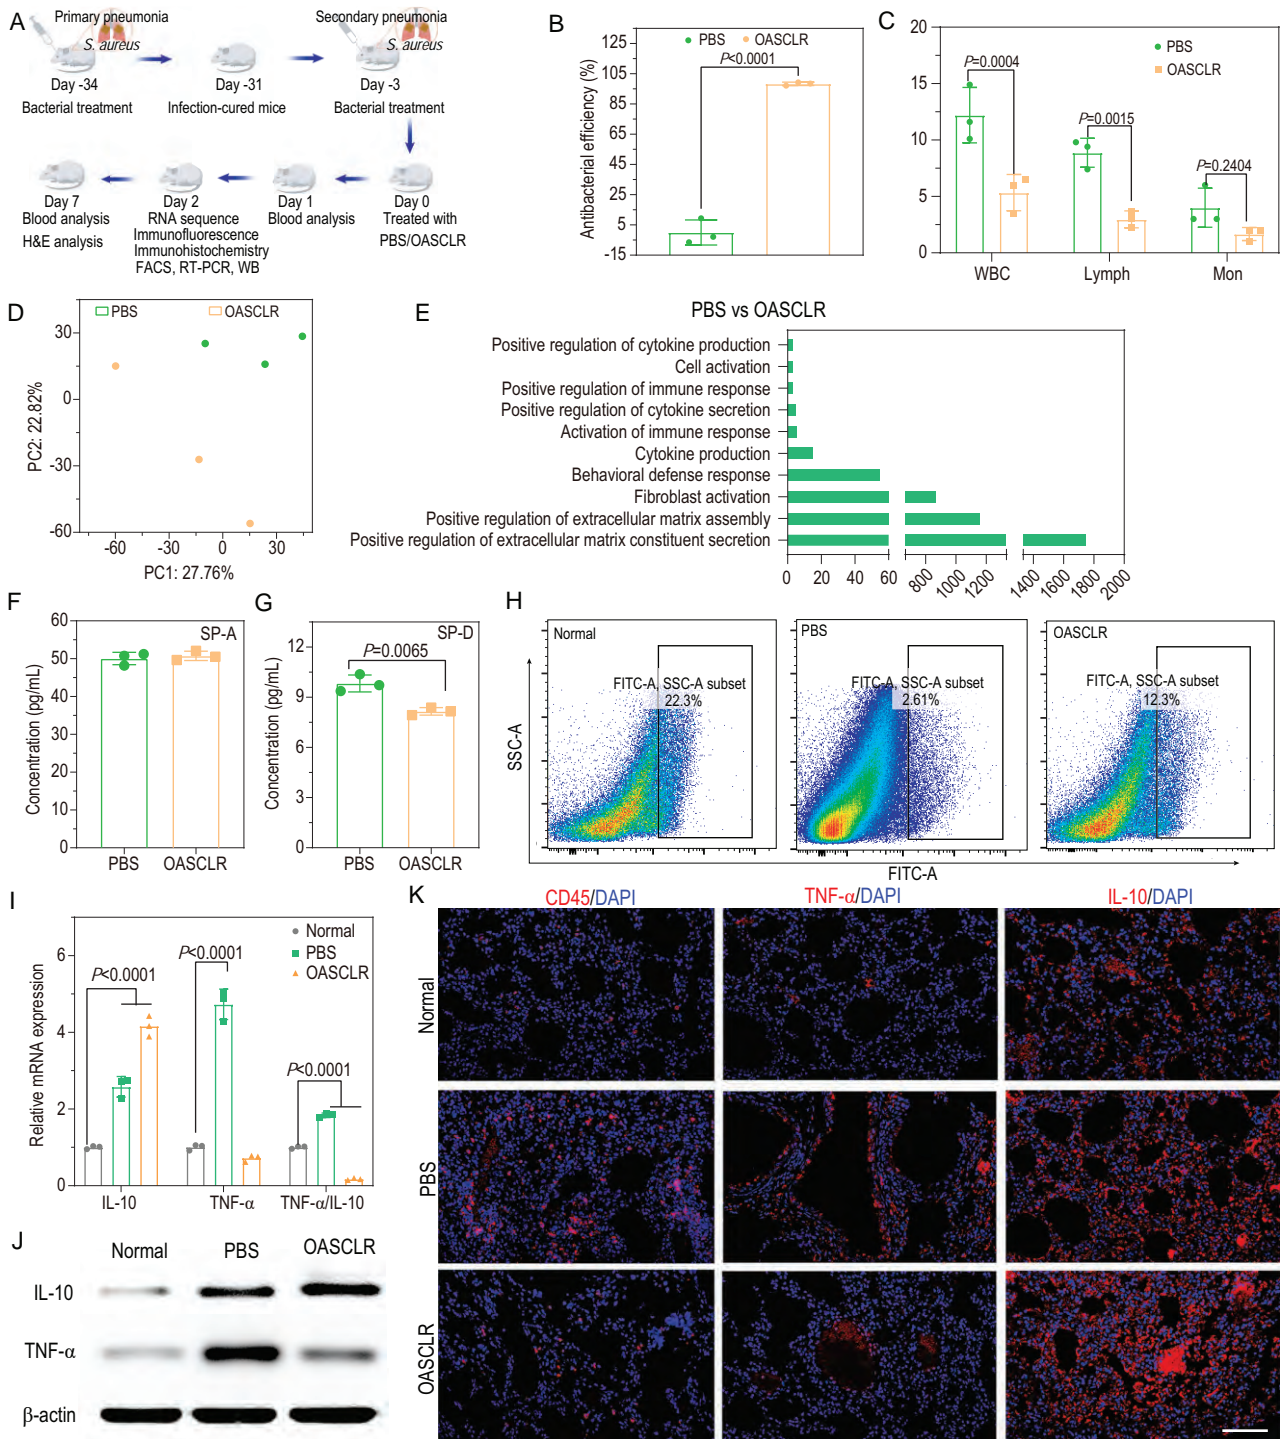 A
Primary pneumonia
S. aureus
Secondary pneumonia
S. aureus
Day -34
Day -31
Day -3
Bacterial treatment
Infection-cured mice
Bacterial treatment
Day 7
Day 2
Day 1
Day 0
Blood analysis
RNA sequence
Blood analysis
Treated with
H&E analysis
Immunofluorescence
PBS/OASCLR
Immunohistochemistry
FACS, RT-PCR, WB
B
PBS
OASCLR
P<0.0001
Antibacterial efficiency (%)
125
105
85
65
45
25
5
-15
C
PBS
OASCLR
P=0.0004
P=0.0015
P=0.2404
20
15
10
5
0
WBC
Lymph
Mon
D
PBS
OASCLR
PC2: 22.82%
30
0
-30
-60
-60
-30
0
30
PC1: 27.76%
E
PBS vs OASCLR
Positive regulation of cytokine production
Cell activation
Positive regulation of immune response
Positive regulation of cytokine secretion
Activation of immune response
Cytokine production
Behavioral defense response
Fibroblast activation
Positive regulation of extracellular matrix assembly
Positive regulation of extracellular matrix constituent secretion
0
20
40
60
800
1000
1200
1400
1600
1800
2000
F
SP-A
Concentration (pg/mL)
60
50
40
30
20
10
0
PBS
OASCLR
G
SP-D
P=0.0065
Concentration (pg/mL)
12
9
6
3
0
PBS
OASCLR
H
Normal
FITC-A, SSC-A subset
22.3%
PBS
FITC-A, SSC-A subset
2.61%
OASCLR
FITC-A, SSC-A subset
12.3%
SSC-A
FITC-A
I
Normal
PBS
OASCLR
P<0.0001
P<0.0001
P<0.0001
Relative mRNA expression
6
4
2
0
IL-10
TNF-α
TNF-α/IL-10
J
Normal
PBS
OASCLR
IL-10
TNF-α
β-actin
K
CD45/DAPI
TNF-α/DAPI
IL-10/DAPI
Normal
PBS
OASCLR